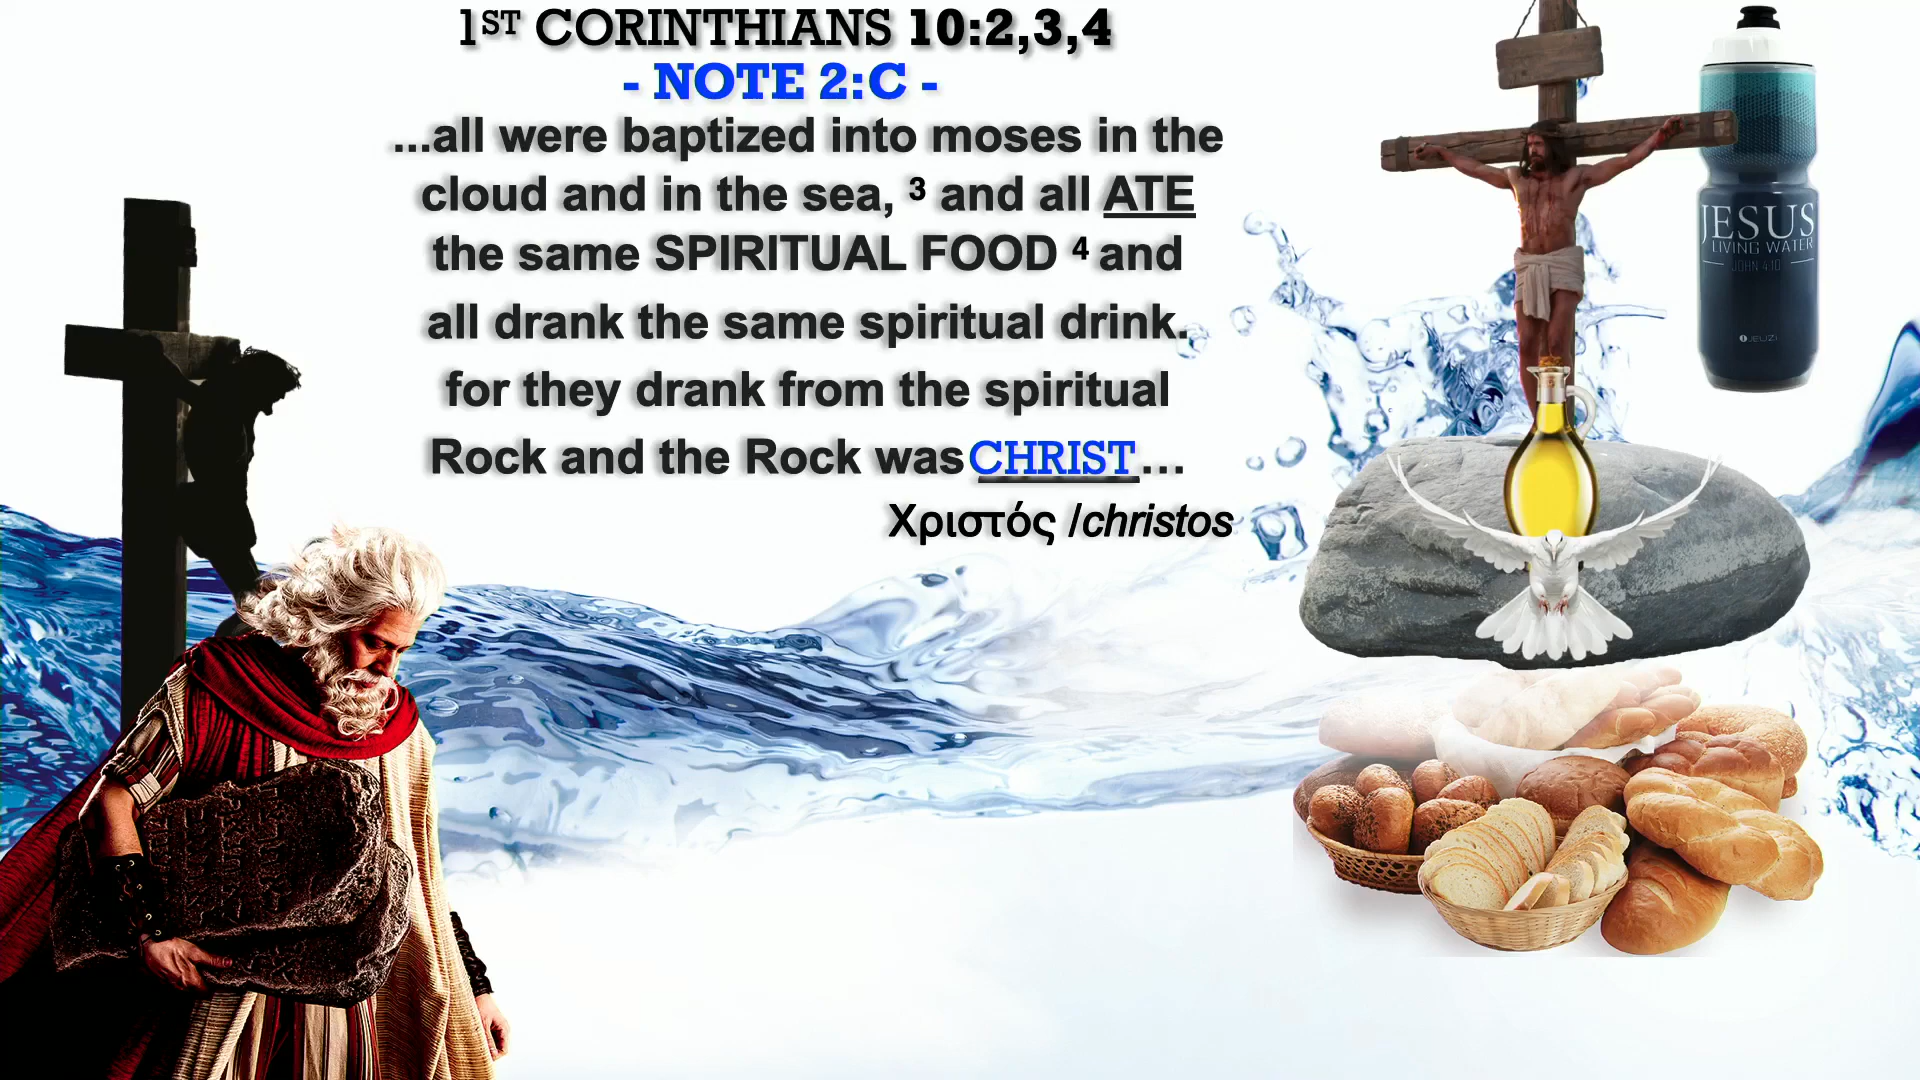 1ST CORINTHIANS 10:2,3,4
- NOTE 2:C -
...all were baptized into moses in the
cloud and in the sea, 3 and all ATE
the same SPIRITUAL FOOD 4 and
all drank the same spiritual drink.
for they drank from the spiritual
Rock and the Rock was CHRIST...
Χριστός /christos
JESUS
LIVING WATER
JOHN 4:10